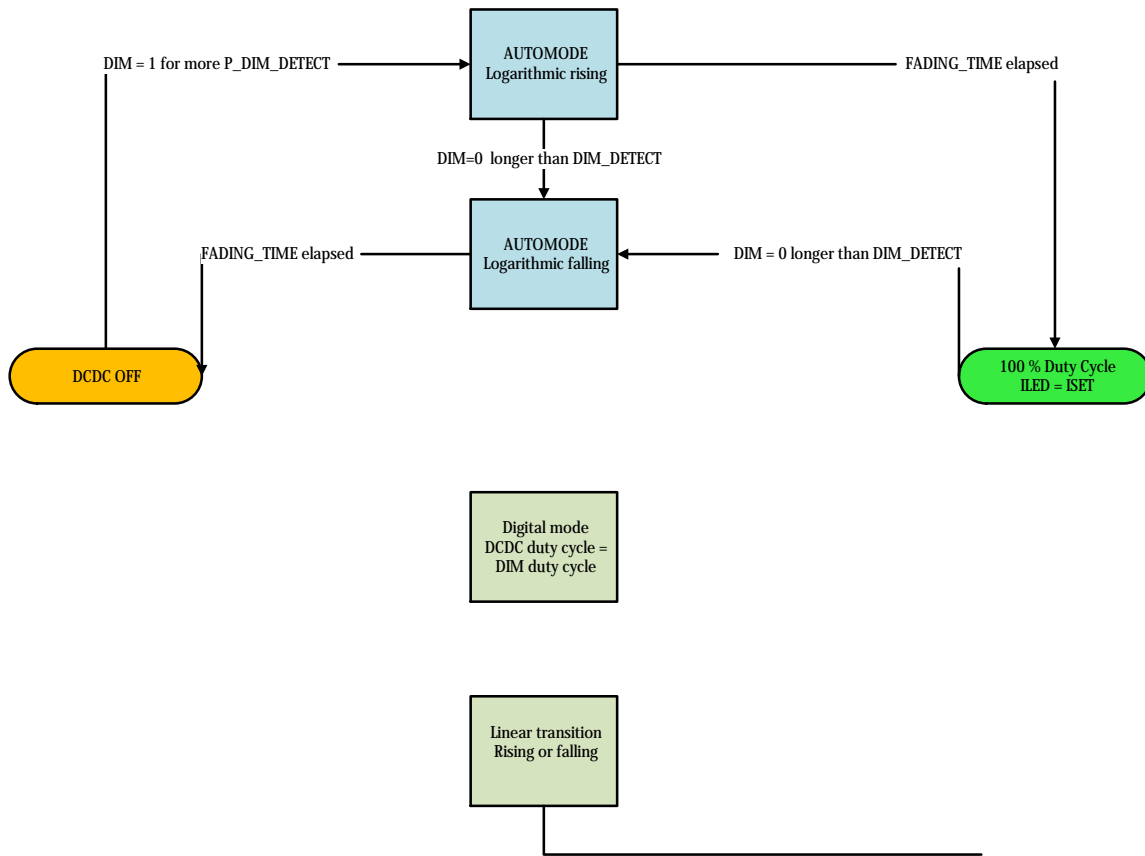 AUTOMODE
Logarithmic rising
DIM = 1 for more P_DIM_DETECT
FADING_TIME elapsed
DIM=0 longer than DIM_DETECT
AUTOMODE
Logarithmic falling
FADING_TIME elapsed
DIM = 0 longer than DIM_DETECT
DCDC OFF
100 % Duty Cycle
ILED = ISET
Digital mode
DCDC duty cycle =
DIM duty cycle
Linear transition
Rising or falling